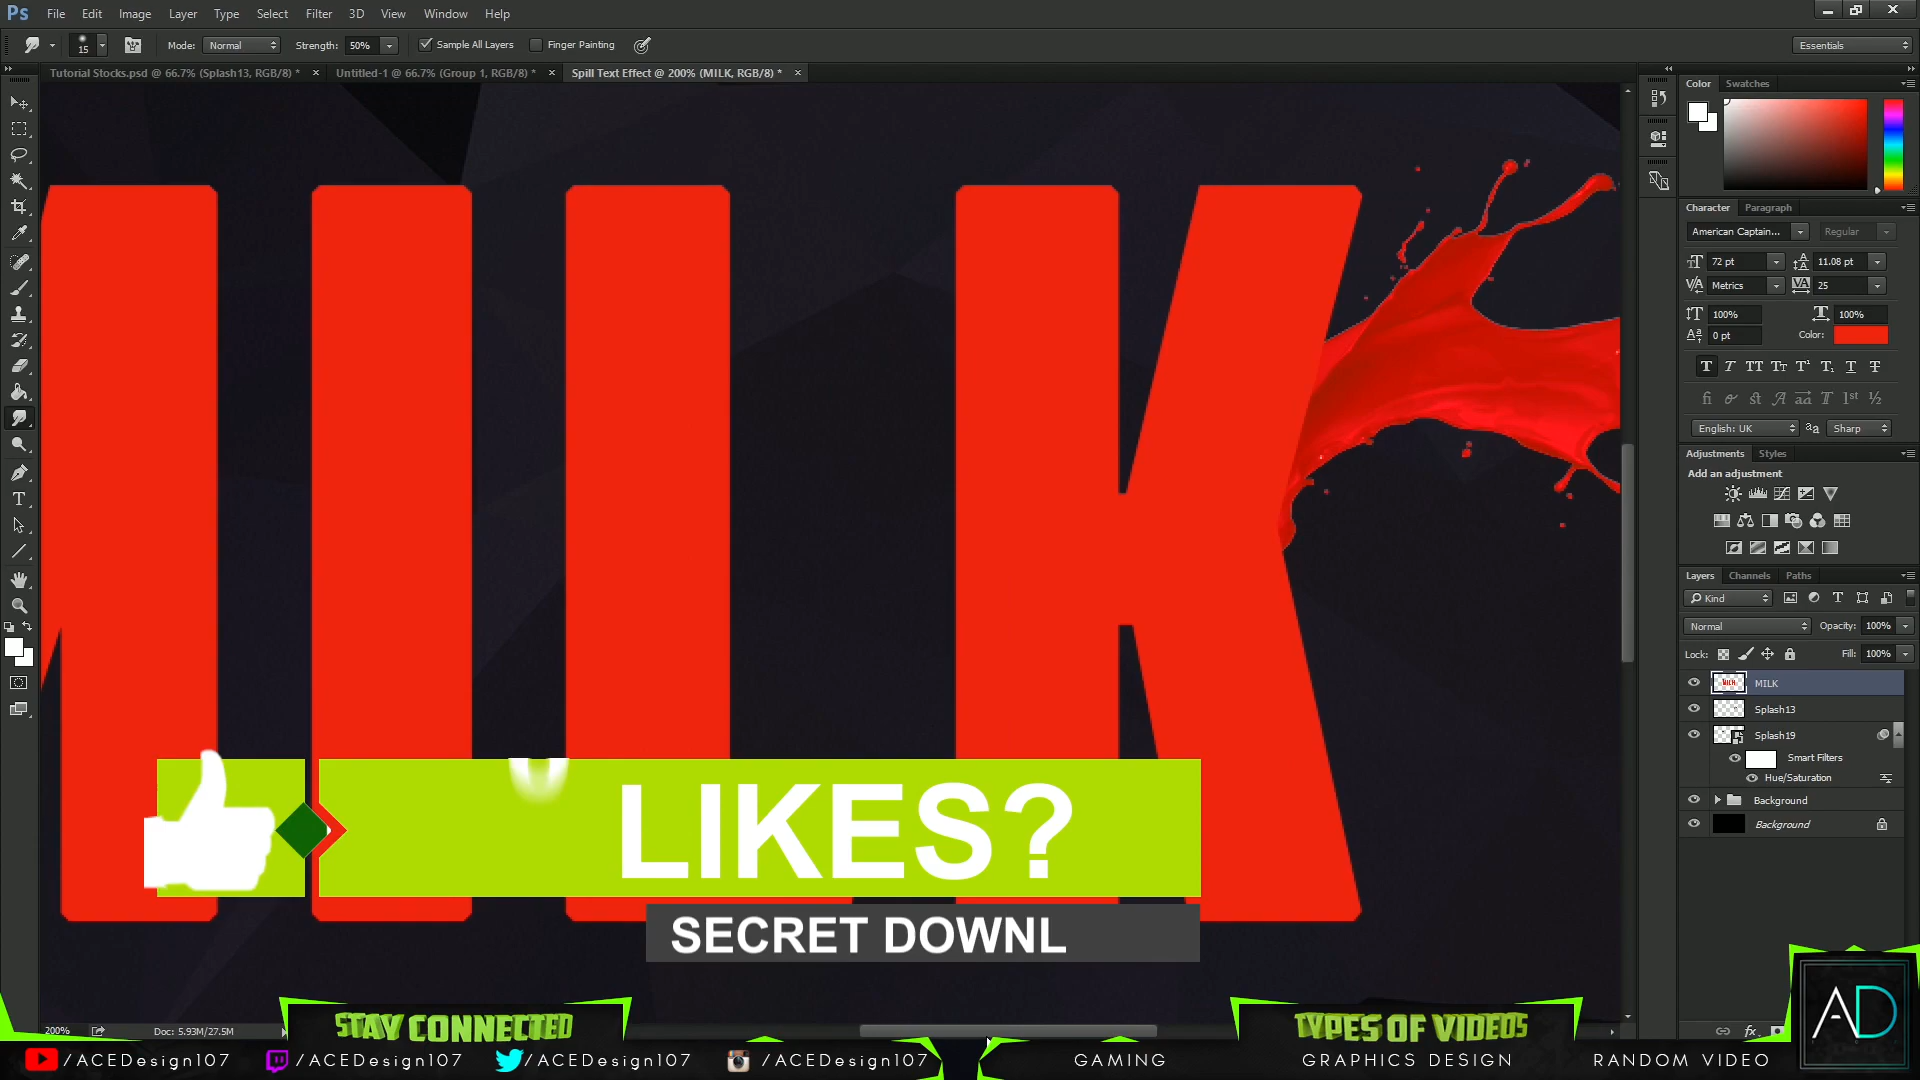 Ps File Edit Image Layer Type Select Filter 3D View Window Help
15 Mode: Normal Strength: 50% Sample All Layers Finger Painting Essentials
Tutorial Stocks.psd @ 66.7% (Splash13, RGB/8) * × Untitled-1 @ 66.7% (Group 1, RGB/8) * × Spill Text Effect @ 200% (MILK, RGB/8) * ×
Color Swatches
Character Paragraph
American Captain... Regular
72 pt 11.08 pt
Metrics 25
100% 100%
0 pt Color:
English: UK Sharp
Adjustments Styles
Add an adjustment
Layers Channels Paths
Kind
Normal Opacity: 100%
Lock: Fill: 100%
MILK
Splash13
Splash19
Smart Filters
Hue/Saturation
Background
Background
LIKES?
SECRET DOWNL
200% Doc: 5.93M/27.5M
STAY CONNECTED TYPES OF VIDEOS
/ACEDesign107 /ACEDesign107 /ACEDesign107 /ACEDesign107 GAMING GRAPHICS DESIGN RANDOM VIDEO
AD